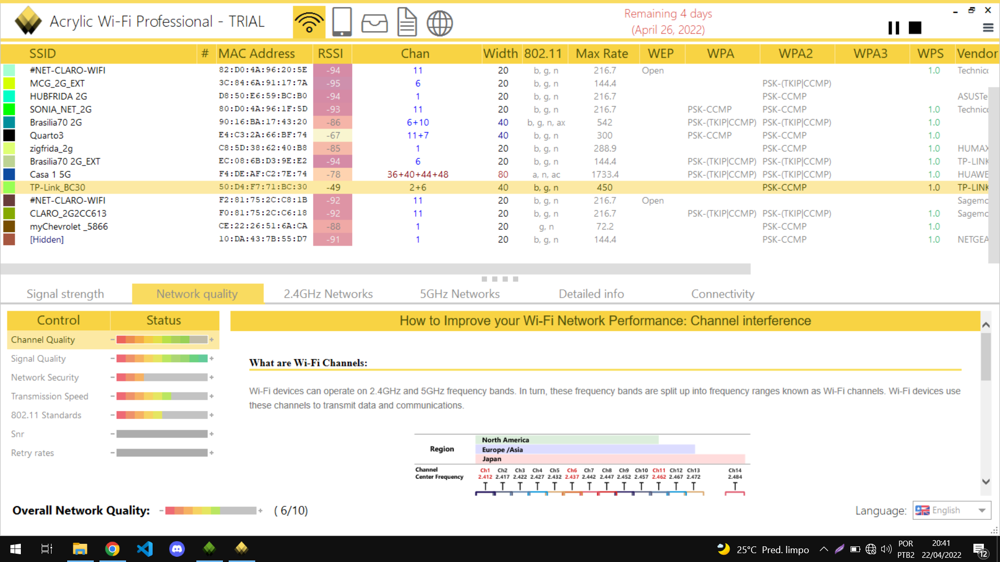 Acrylic Wi-Fi Professional - TRIAL
Remaining 4 days
(April 26, 2022)
SSID # MAC Address RSSI Chan Width 802.11 Max Rate WEP WPA WPA2 WPA3 WPS Vendor
#NET-CLARO-WIFI 82:D0:4A:96:20:5E -94 11 20 b, g, n 216.7 Open 1.0 Technico
MCG_2G_EXT 3C:84:6A:91:17:7A -95 6 20 b, g, n 144.4 PSK-(TKIP|CCMP)
HUBFRIDA 2G D8:50:E6:59:BC:B0 -94 1 20 b, g, n 216.7 PSK-CCMP ASUSTe
SONIA_NET_2G 80:D0:4A:96:1F:5D -93 11 20 b, g, n 216.7 PSK-CCMP PSK-CCMP 1.0 Technico
Brasilia70 2G 90:16:BA:17:43:20 -86 6+10 40 b, g, n, ax 542 PSK-(TKIP|CCMP) PSK-(TKIP|CCMP) 1.0
Quarto3 E4:C3:2A:66:BF:74 -67 11+7 40 b, g, n 300 PSK-CCMP PSK-CCMP 1.0
zigfrida_2g C8:5D:38:62:40:B8 -85 1 20 b, g, n 288.9 PSK-CCMP 1.0 HUMAX
Brasilia70 2G_EXT EC:08:6B:D3:9E:E2 -94 6 20 b, g, n 144.4 PSK-(TKIP|CCMP) PSK-(TKIP|CCMP) 1.0 TP-LINK
Casa 1 5G F4:DE:AF:C2:7E:74 -78 36+40+44+48 80 a, n, ac 1733.4 PSK-(TKIP|CCMP) PSK-(TKIP|CCMP) 1.0 HUAWE
TP-Link_BC30 50:D4:F7:71:BC:30 -49 2+6 40 b, g, n 450 PSK-CCMP 1.0 TP-LINK
#NET-CLARO-WIFI F2:81:75:2C:C8:1B -92 11 20 b, g, n 216.7 Open Sagemc
CLARO_2G2CC613 F0:81:75:2C:C6:18 -92 11 20 b, g, n 216.7 PSK-(TKIP|CCMP) PSK-(TKIP|CCMP) 1.0 Sagemc
myChevrolet _5866 CE:22:26:51:6A:CA -88 1 20 g, n 72.2 PSK-CCMP 1.0
[Hidden] 10:DA:43:7B:55:D7 -91 1 20 b, g, n 144.4 PSK-CCMP 1.0 NETGEA
Signal strength Network quality 2.4GHz Networks 5GHz Networks Detailed info Connectivity
Control Status
Channel Quality - +
Signal Quality - +
Network Security - +
Transmission Speed - +
802.11 Standards - +
Snr - +
Retry rates - +
How to Improve your Wi-Fi Network Performance: Channel interference
What are Wi-Fi Channels:
Wi-Fi devices can operate on 2.4GHz and 5GHz frequency bands. In turn, these frequency bands are split up into frequency ranges known as Wi-Fi channels. Wi-Fi devices use
these channels to transmit data and communications.
Region
North America
Europe /Asia
Japan
Channel Ch1 Ch2 Ch3 Ch4 Ch5 Ch6 Ch7 Ch8 Ch9 Ch10 Ch11 Ch12 Ch13 Ch14
Center Frequency 2.412 2.417 2.422 2.427 2.432 2.437 2.442 2.447 2.452 2.457 2.462 2.467 2.472 2.484
Overall Network Quality: - + ( 6/10)
Language: English
25°C Pred. limpo
POR
PTB2
20:41
22/04/2022
12